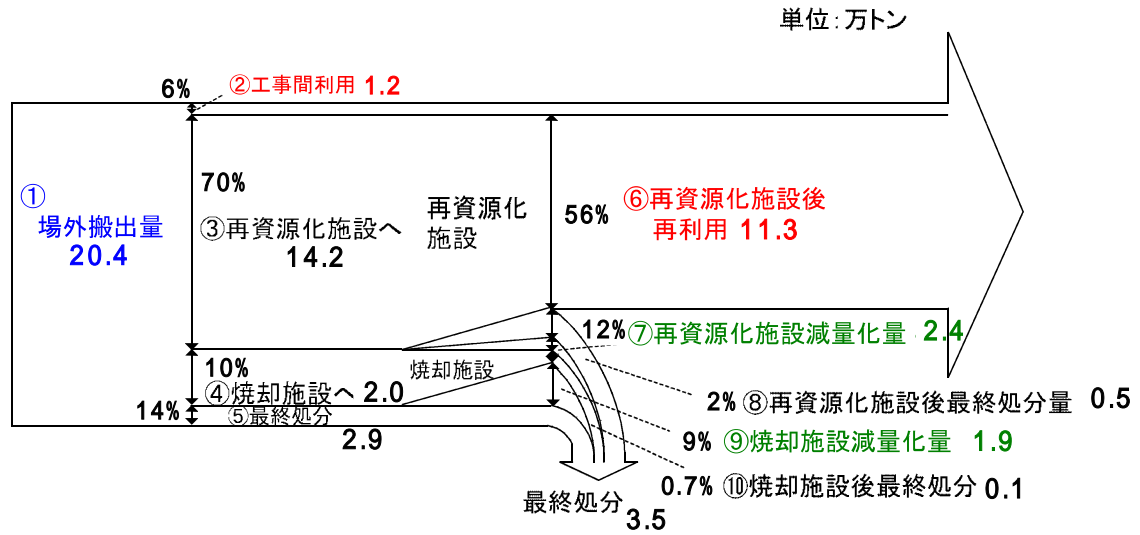 単位：万トン
6%
②工事間利用 1.2
①
場外搬出量
20.4
70%
③再資源化施設へ
14.2
再資源化
施設
56%
⑥再資源化施設後
再利用 11.3
12%
⑦再資源化施設減量化量 2.4
10%
④焼却施設へ 2.0
焼却施設
14%
⑤最終処分
2.9
2% ⑧再資源化施設後最終処分量 0.5
9% ⑨焼却施設減量化量 1.9
0.7% ⑩焼却施設後最終処分 0.1
最終処分
3.5